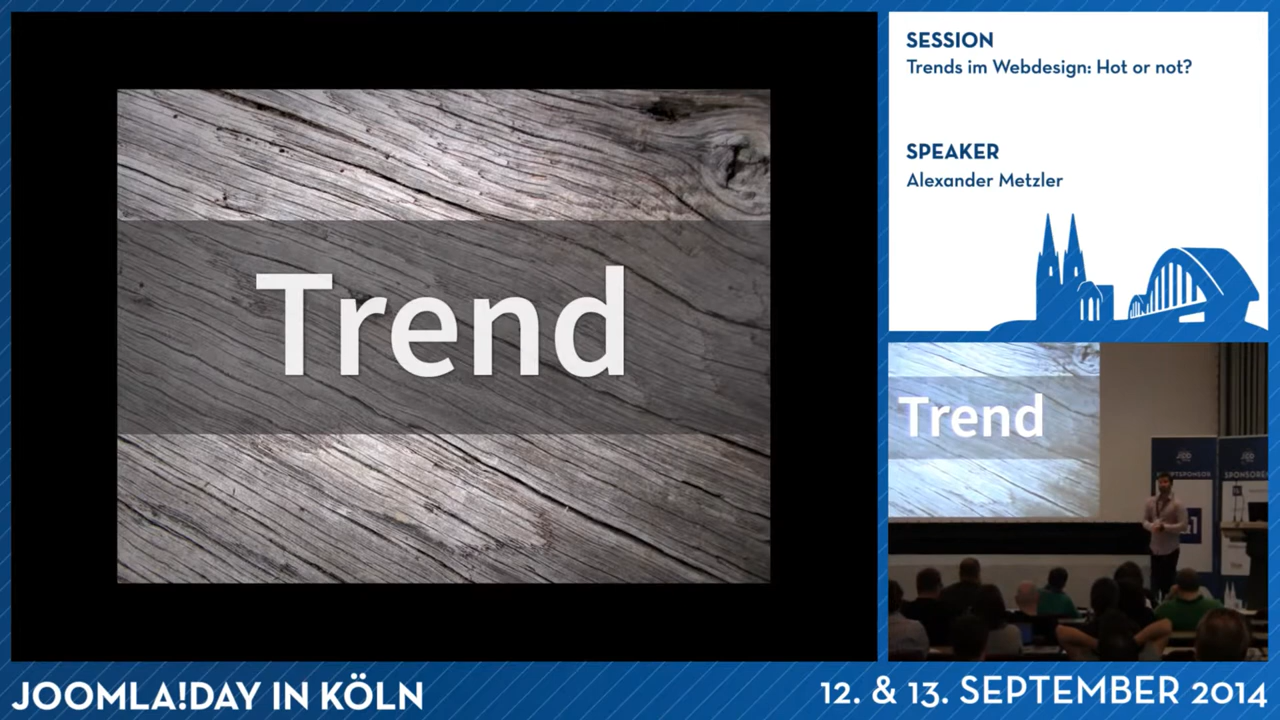 Trend
SESSION
Trends im Webdesign: Hot or not?
SPEAKER
Alexander Metzler
Trend
SPONSOREN
JOOMLA!DAY IN KÖLN
12. & 13. SEPTEMBER 2014